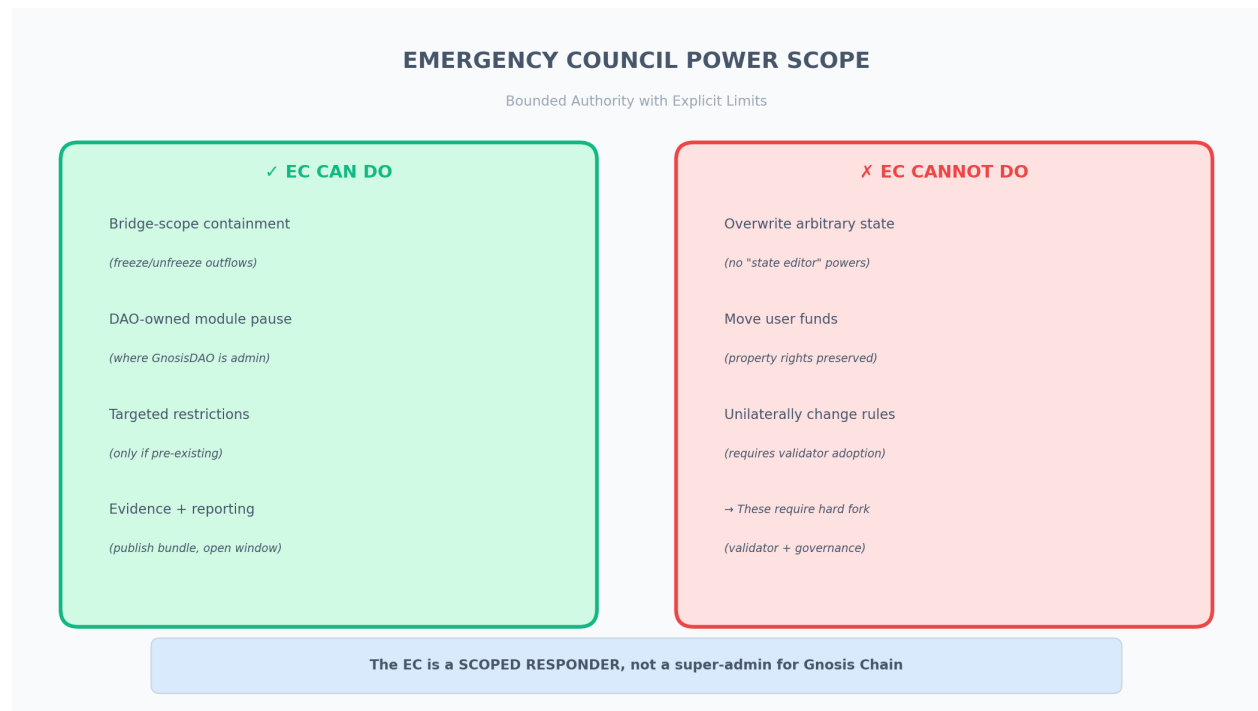 EMERGENCY COUNCIL POWER SCOPE
Bounded Authority with Explicit Limits
✓ EC CAN DO
Bridge-scope containment
(freeze/unfreeze outflows)
DAO-owned module pause
(where GnosisDAO is admin)
Targeted restrictions
(only if pre-existing)
Evidence + reporting
(publish bundle, open window)
✗ EC CANNOT DO
Overwrite arbitrary state
(no "state editor" powers)
Move user funds
(property rights preserved)
Unilaterally change rules
(requires validator adoption)
→ These require hard fork
(validator + governance)
The EC is a SCOPED RESPONDER, not a super-admin for Gnosis Chain